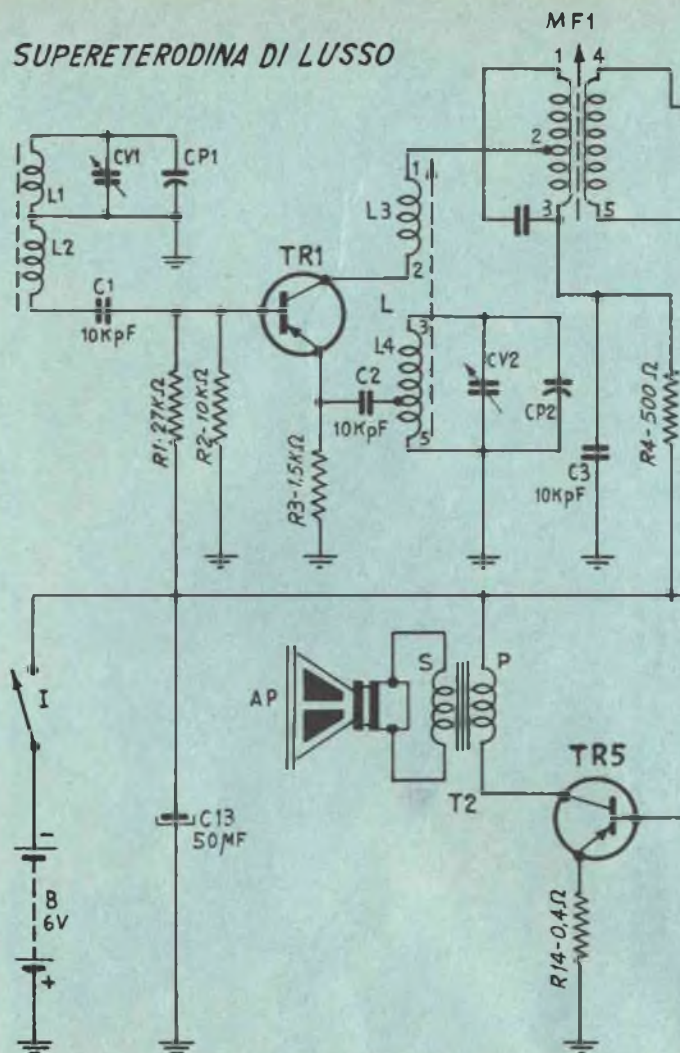 SUPERETERODINA DI LUSSO
MF1
1 4
2
3 5
CV1
CP1
L1
L2
C1
10KpF
TR1
L3
1
2
L
3
L4
5
C2
10KpF
CV2
CP2
R1-27KΩ
R2-10KΩ
R3-1,5KΩ
C3
10KpF
R4-500Ω
I
AP
S
P
T2
TR5
C13
50µF
-
B
6V
+
R14-0,4Ω